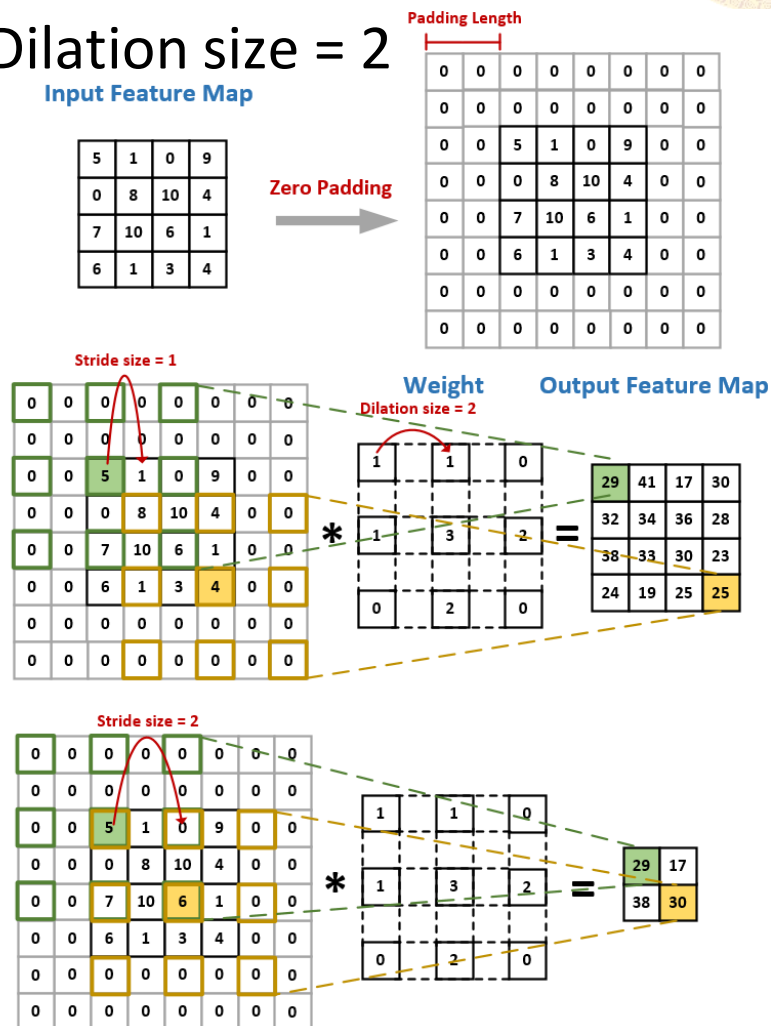 Dilation size = 2
Padding Length
Input Feature Map
0 0 0 0 0 0 0 0
0 0 0 0 0 0 0 0
0 0 5 1 0 9 0 0
0 0 0 8 10 4 0 0
0 0 7 10 6 1 0 0
0 0 6 1 3 4 0 0
0 0 0 0 0 0 0 0
0 0 0 0 0 0 0 0
5 1 0 9
0 8 10 4
7 10 6 1
6 1 3 4
Zero Padding
Stride size = 1
Weight
Output Feature Map
Dilation size = 2
0 0 0 0 0 0 0 0
0 0 0 0 0 0 0 0
0 0 5 1 0 9 0 0
0 0 0 8 10 4 0 0
0 0 7 10 6 1 0 0
0 0 6 1 3 4 0 0
0 0 0 0 0 0 0 0
0 0 0 0 0 0 0 0
*
1 1 0
1 3 2
0 2 0
=
29 41 17 30
32 34 36 28
38 33 30 23
24 19 25 25
Stride size = 2
0 0 0 0 0 0 0 0
0 0 0 0 0 0 0 0
0 0 5 1 0 9 0 0
0 0 0 8 10 4 0 0
0 0 7 10 6 1 0 0
0 0 6 1 3 4 0 0
0 0 0 0 0 0 0 0
0 0 0 0 0 0 0 0
*
1 1 0
1 3 2
0 2 0
=
29 17
38 30